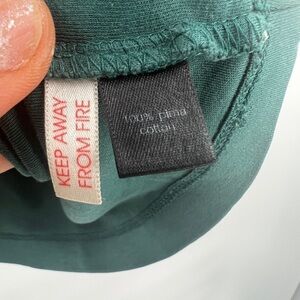 KEEP AWAY
FROM FIRE
100% pima
cotton